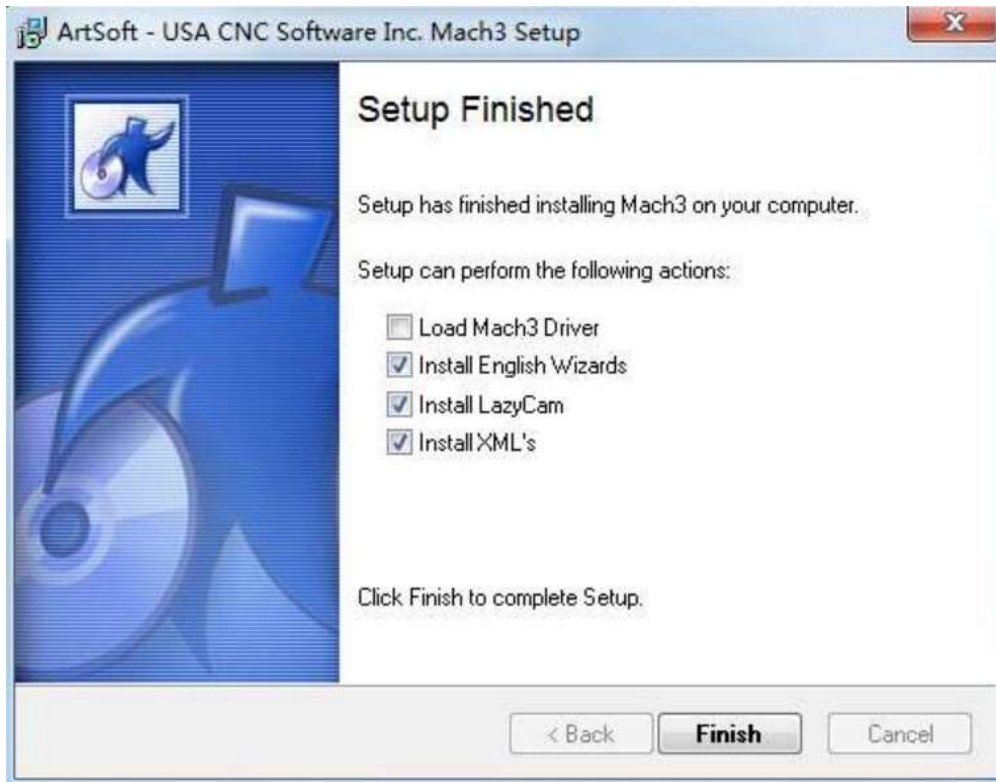 ArtSoft - USA CNC Software Inc. Mach3 Setup
Setup Finished
Setup has finished installing Mach3 on your computer.
Setup can perform the following actions:
Load Mach3 Driver
Install English Wizards
Install LazyCam
Install XML's
Click Finish to complete Setup.
< Back Finish Cancel